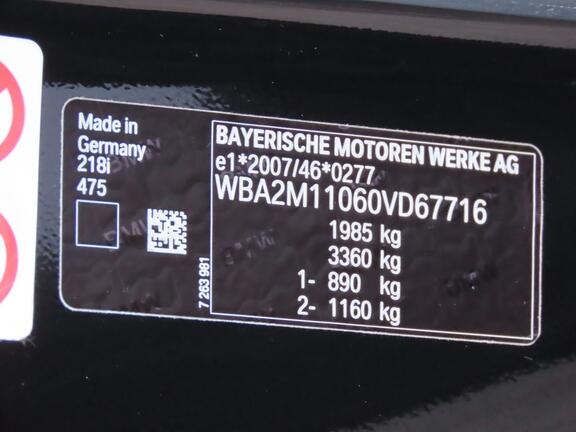 Made in
Germany
218i
475
7 263 981
BAYERISCHE MOTOREN WERKE AG
e1*2007/46*0277
WBA2M11060VD67716
1985 kg
3360 kg
1- 890 kg
2- 1160 kg